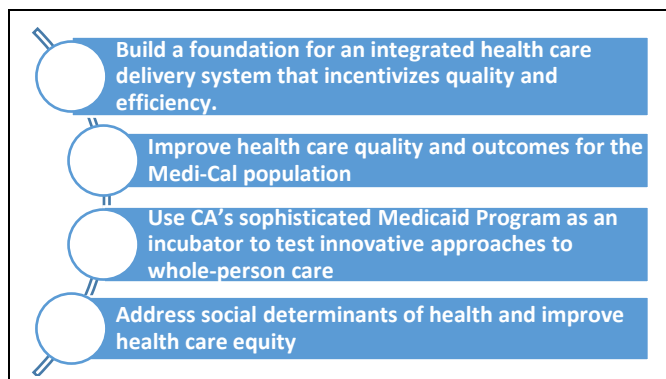 Build a foundation for an integrated health care
delivery system that incentivizes quality and
efficiency.
Improve health care quality and outcomes for the
Medi-Cal population
Use CA’s sophisticated Medicaid Program as an
incubator to test innovative approaches to
whole-person care
Address social determinants of health and improve
health care equity